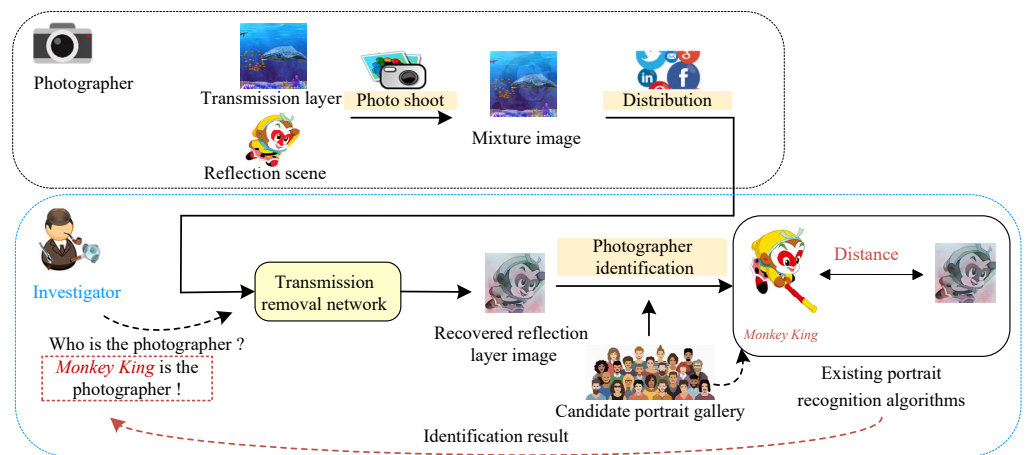 Photographer
Transmission layer
Photo shoot
Distribution
Mixture image
Reflection scene
in
f
Investigator
Transmission
removal network
Photographer
identification
Distance
Monkey King
Recovered reflection
layer image
Who is the photographer ?
Monkey King is the
photographer !
Candidate portrait gallery
Existing portrait
recognition algorithms
Identification result